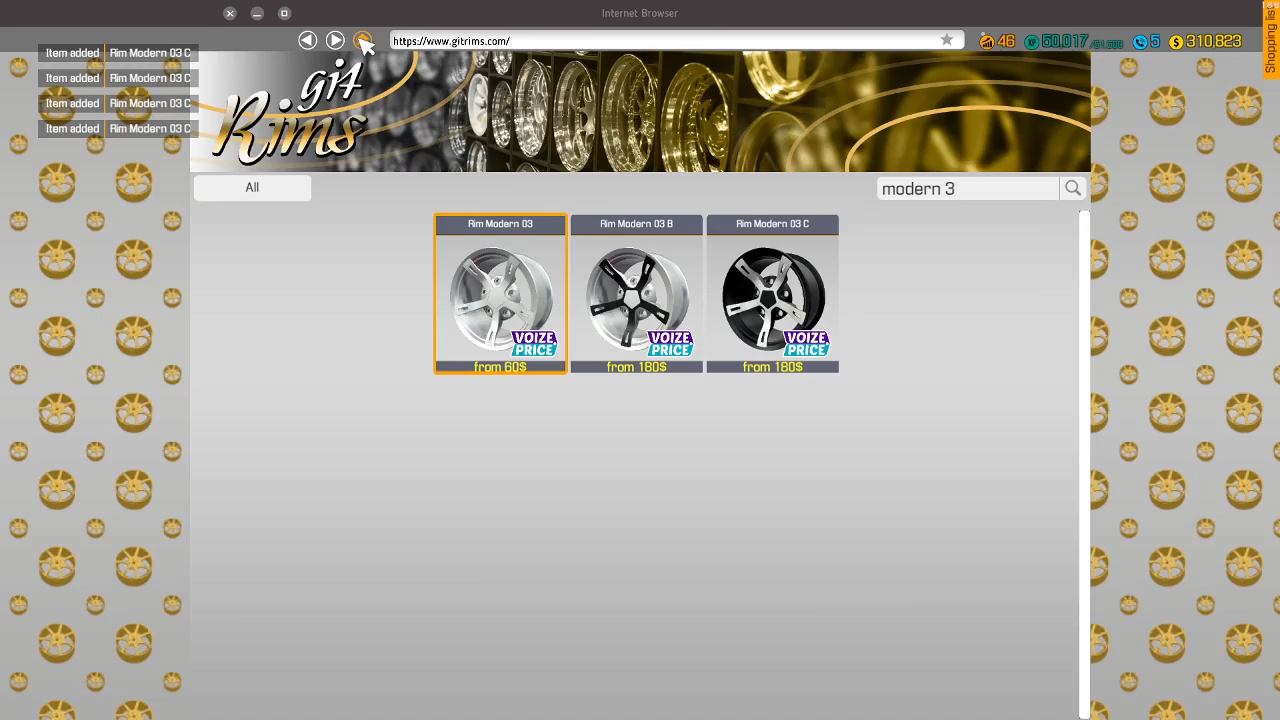 Internet Browser
https://www.gitrims.com/
46
5
310,823
Shopping list
Item added Rim Modern 03 C
Item added Rim Modern 03 C
Item added Rim Modern 03 C
Item added Rim Modern 03 C
git
Rims
All
modern 3
Rim Modern 03
Rim Modern 03 B
Rim Modern 03 C
VOIZE PRICE
VOIZE PRICE
VOIZE PRICE
from 60$
from 180$
from 180$